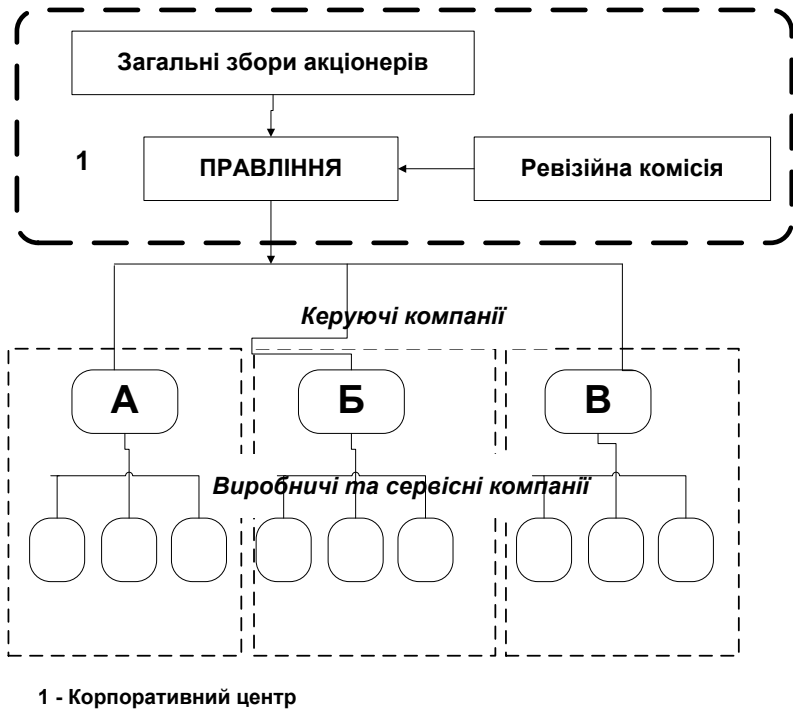 Загальні збори акціонерів
1
ПРАВЛІННЯ
Ревізійна комісія
Керуючі компанії
А
Б
В
Виробничі та сервісні компанії
1 - Корпоративний центр